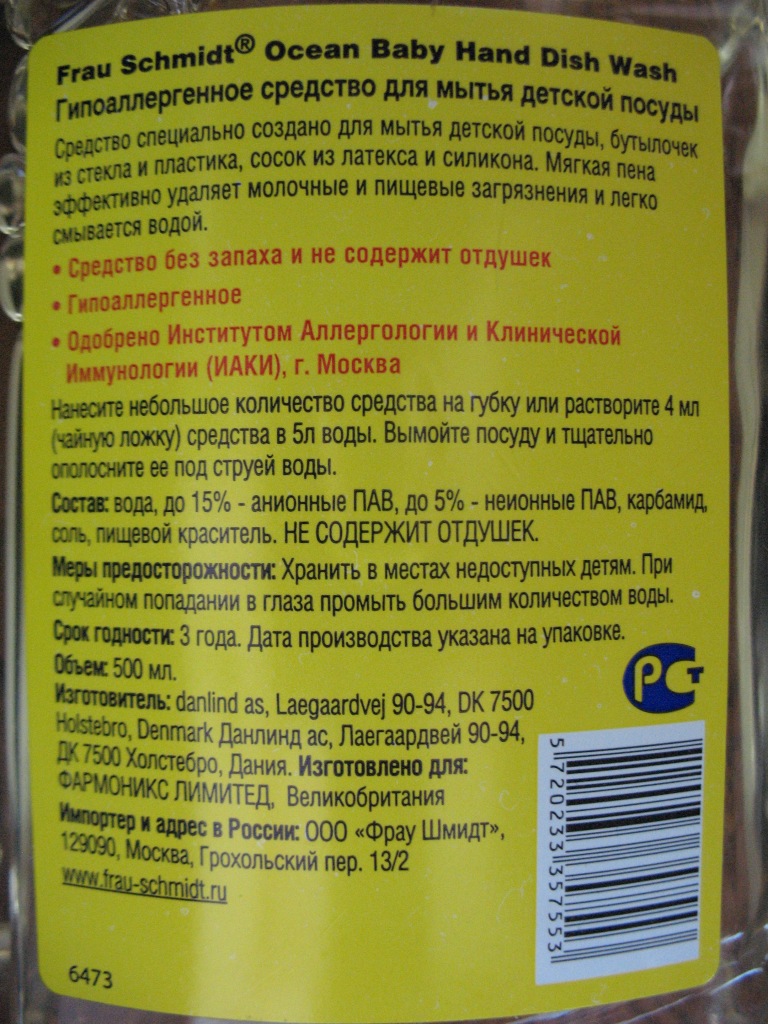 Frau Schmidt® Ocean Baby Hand Dish Wash
Гипоаллергенное средство для мытья детской посуды
Средство специально создано для мытья детской посуды, бутылочек
из стекла и пластика, сосок из латекса и силикона. Мягкая пена
эффективно удаляет молочные и пищевые загрязнения и легко
смывается водой.
• Средство без запаха и не содержит отдушек
• Гипоаллергенное
• Одобрено Институтом Аллергологии и Клинической
Иммунологии (ИАКИ), г. Москва
Нанесите небольшое количество средства на губку или растворите 4 мл
(чайную ложку) средства в 5л воды. Вымойте посуду и тщательно
ополосните ее под струей воды.
Состав: вода, до 15% - анионные ПАВ, до 5% - неионные ПАВ, карбамид,
соль, пищевой краситель. НЕ СОДЕРЖИТ ОТДУШЕК.
Меры предосторожности: Хранить в местах недоступных детям. При
случайном попадании в глаза промыть большим количеством воды.
Срок годности: 3 года. Дата производства указана на упаковке.
Объем: 500 мл.
Изготовитель: danlind as, Laegaardvej 90-94, DK 7500
Holstebro, Denmark Данлинд ас, Лаегаардвей 90-94,
ДК 7500 Холстебро, Дания. Изготовлено для:
ФАРМОНИКС ЛИМИТЕД, Великобритания
Импортер и адрес в России: ООО «Фрау Шмидт»,
129090, Москва, Грохольский пер. 13/2
www.frau-schmidt.ru
6473
РСТ
5 720233 357553